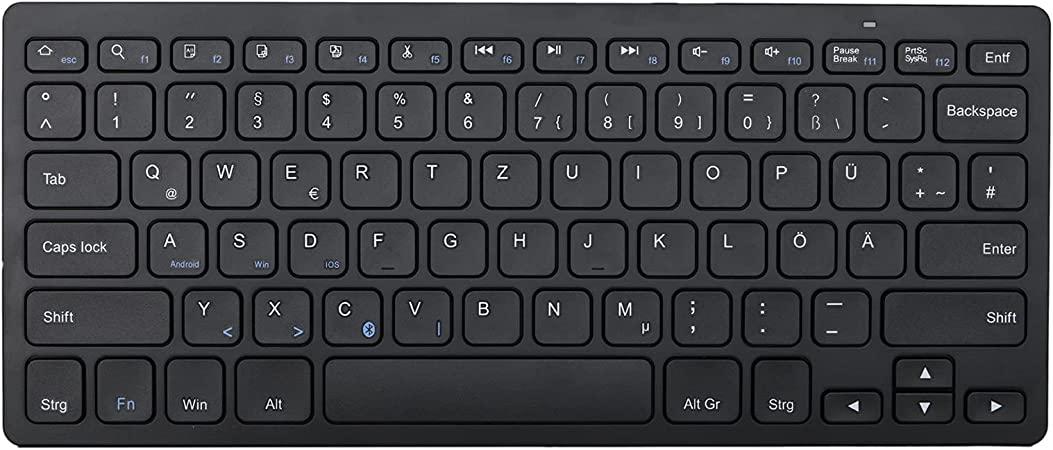 esc f1 f2 f3 f4 f5 f6 f7 f8 f9 f10 Pause Break f11 PrtSc SysRq f12 Entf
° ! " § $ % & / ( ) = ? ` Backspace
^ 1 2 3 4 5 6 7 { 8 [ 9 ] 0 } ß \ ´
Tab Q @ W E € R T Z U I O P Ü * + ~ ' #
Caps lock A Android S Win D IOS F G H J K L Ö Ä Enter
Shift Y < X > C V | B N M µ ; , : . _ - Shift
Strg Fn Win Alt Alt Gr Strg